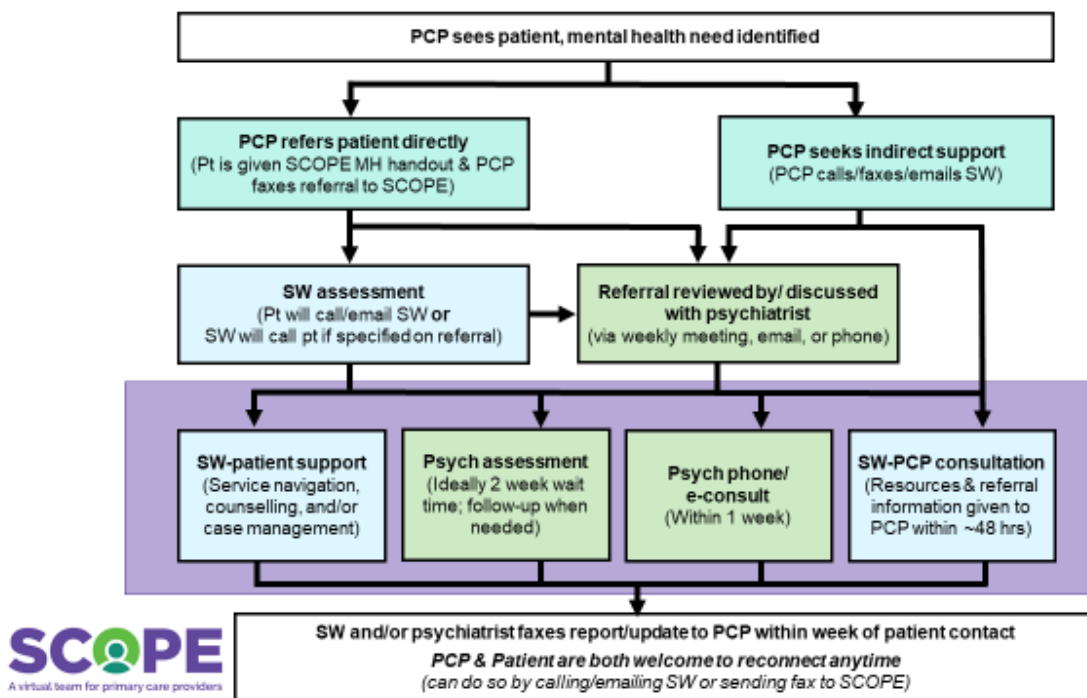 PCP sees patient, mental health need identified
PCP refers patient directly
(Pt is given SCOPE MH handout & PCP
faxes referral to SCOPE)
PCP seeks indirect support
(PCP calls/faxes/emails SW)
SW assessment
(Pt will call/email SW or
SW will call pt if specified on referral)
Referral reviewed by/ discussed
with psychiatrist
(via weekly meeting, email, or phone)
SW-patient support
(Service navigation,
counselling, and/or
case management)
Psych assessment
(Ideally 2 week wait
time; follow-up when
needed)
Psych phone/
e-consult
(Within 1 week)
SW-PCP consultation
(Resources & referral
information given to
PCP within ~48 hrs)
SW and/or psychiatrist faxes report/update to PCP within week of patient contact
PCP & Patient are both welcome to reconnect anytime
(can do so by calling/emailing SW or sending fax to SCOPE)
SCOPE
A virtual team for primary care providers